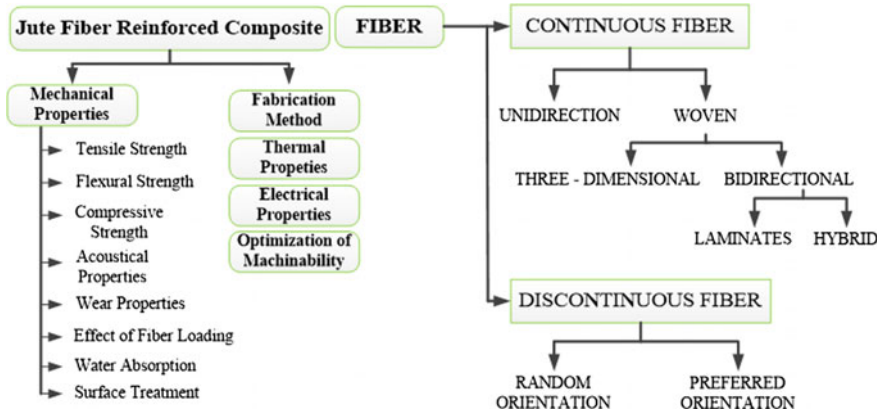 Jute Fiber Reinforced Composite
Mechanical
Properties
Tensile Strength
Flexural Strength
Compressive
Strength
Acoustical
Properties
Wear Properties
Effect of Fiber Loading
Water Absorption
Surface Treatment
Fabrication
Method
Thermal
Propeties
Electrical
Properties
Optimization of
Machinability
FIBER
CONTINUOUS FIBER
UNIDIRECTION
WOVEN
THREE - DIMENSIONAL
BIDIRECTIONAL
LAMINATES
HYBRID
DISCONTINUOUS FIBER
RANDOM
ORIENTATION
PREFERRED
ORIENTATION